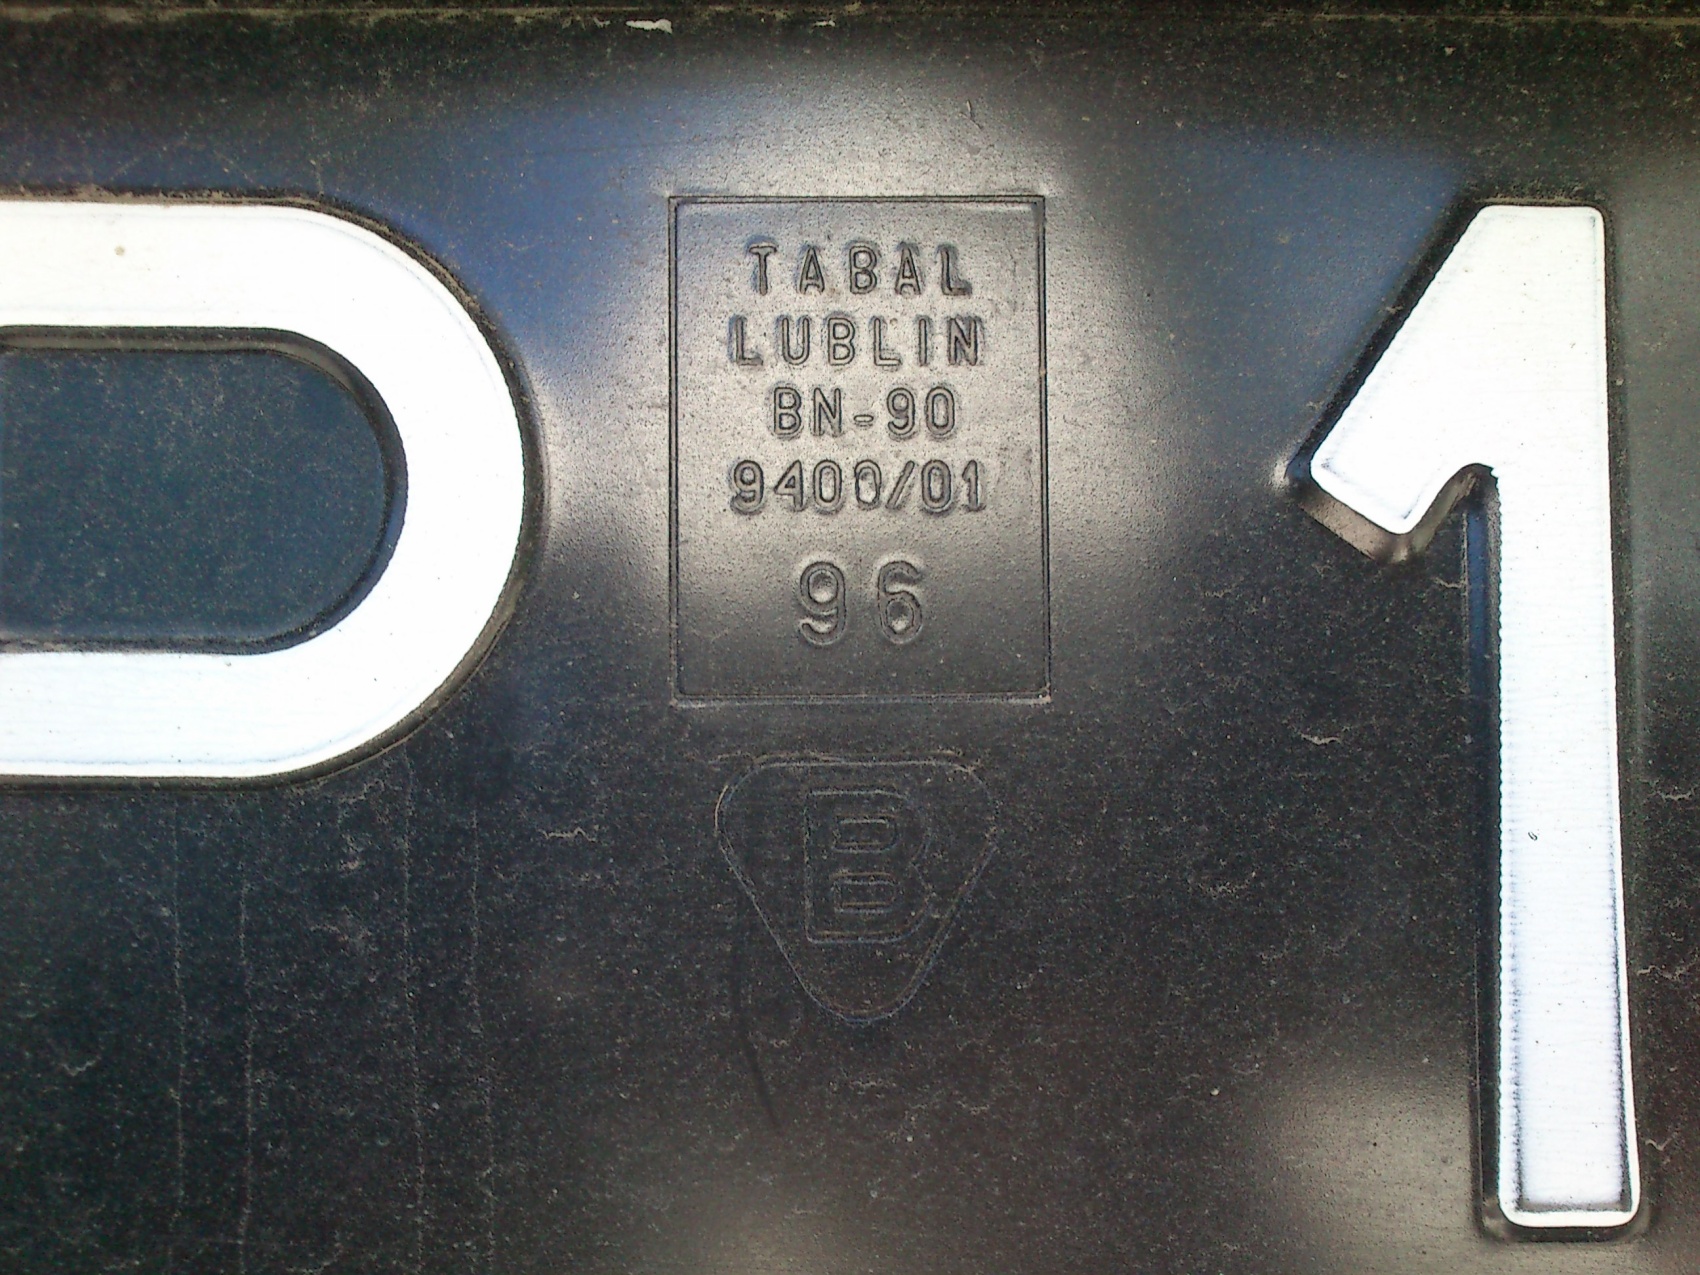 P 1
TABAL
LUBLIN
BN-90
9400/01
96
B